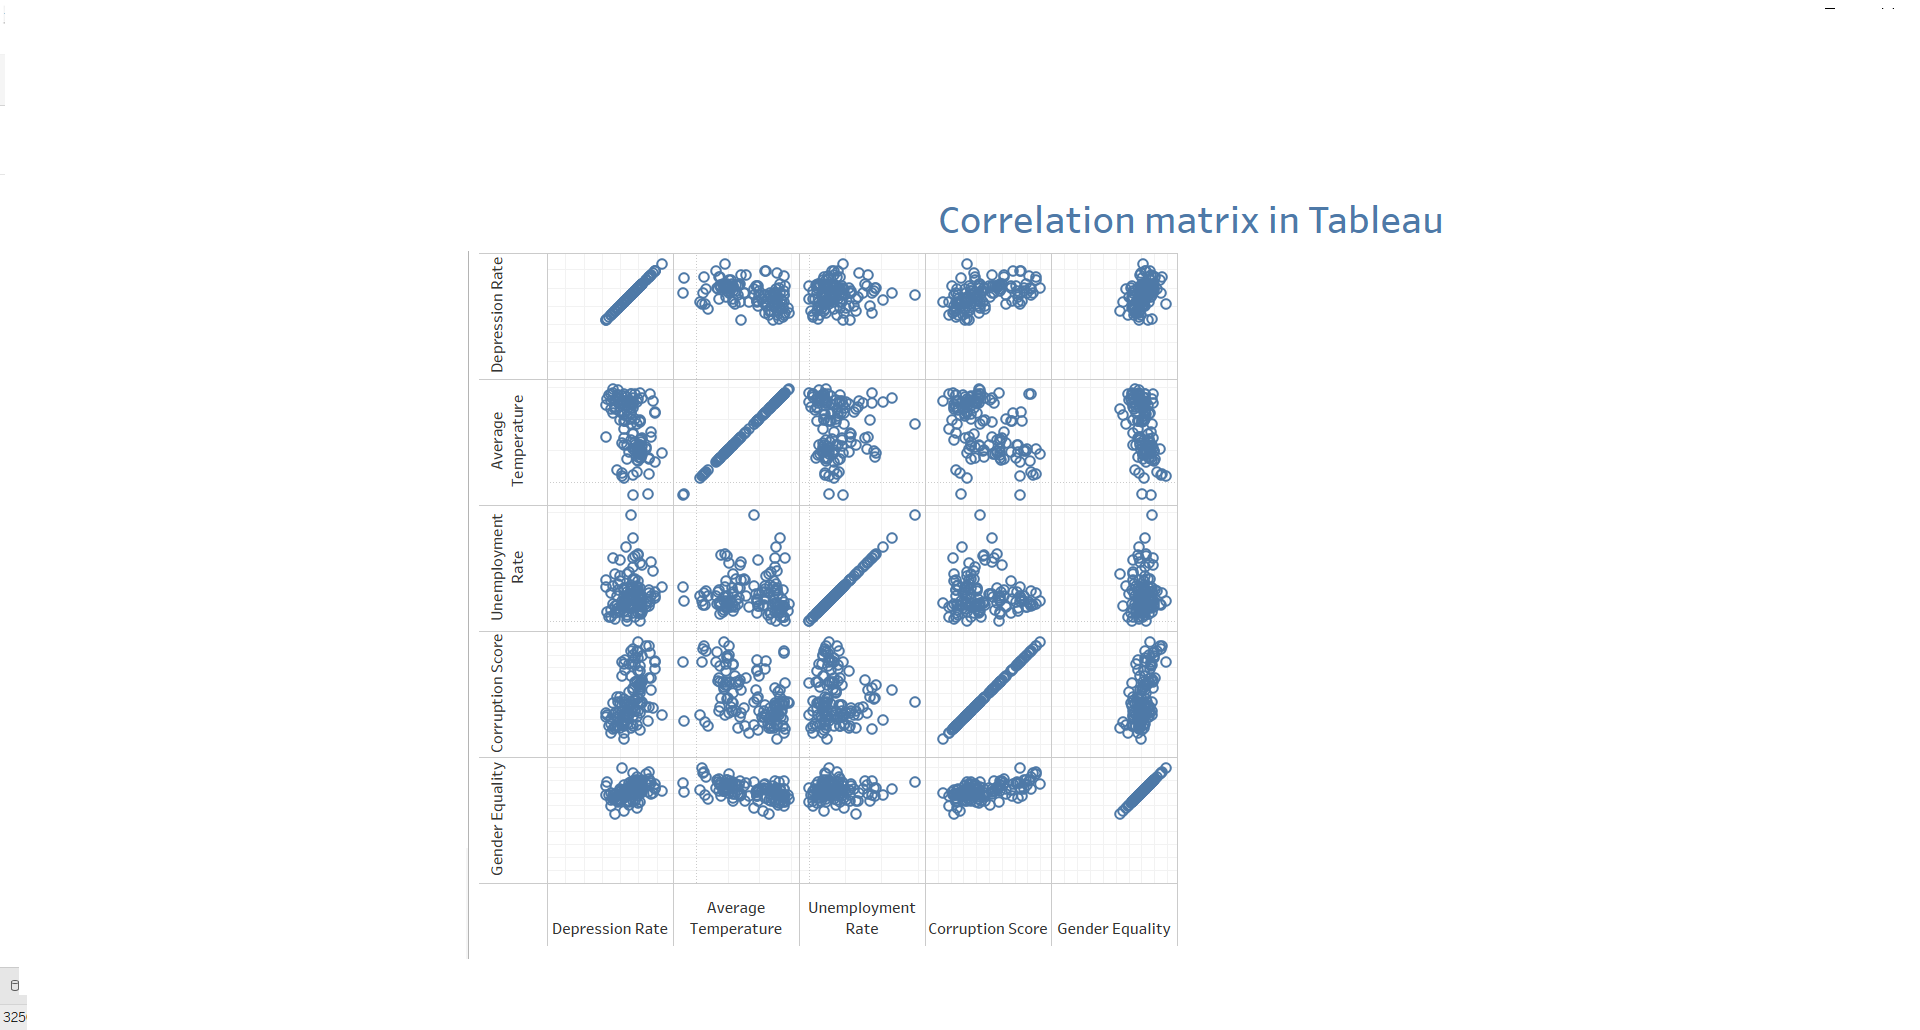 Correlation matrix in Tableau
Depression Rate
Average
Temperature
Unemployment
Rate
Corruption Score
Gender Equality
Average
Unemployment
Depression Rate
Temperature
Rate
Corruption Score
Gender Equality